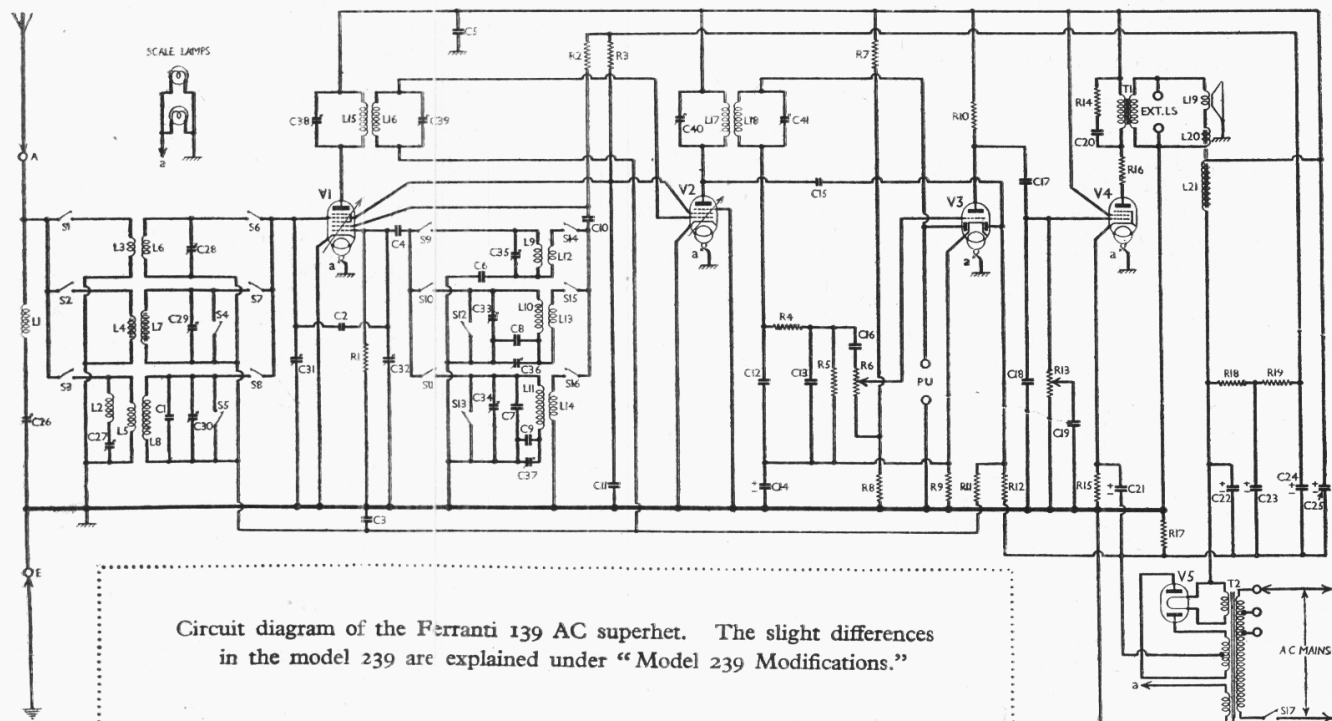 SCALE LAMPS
a
A
E
S1
S2
S3
L1
C26
L3
L6
C28
S6
L4
L7
C29
S4
S7
L2
C27
L5
L8
C1
C30
S5
S8
C38
L15
L16
C39
C5
V1
a
C31
C2
R1
C32
C3
C4
S9
S10
S11
C6
C35
L9
L12
S14
S12
C33
L10
C8
C36
L13
S15
S13
C34
C7
L11
C9
C37
L14
S16
R2
R3
C10
C11
C40
L17
L18
C41
V2
a
C15
C12
R4
C13
R5
C16
R6
C14
R7
R8
PU
R9
R10
V3
a
R11
R12
C17
C18
R13
C19
V4
a
R14
C20
T1
R16
EXT.LS
L19
L20
L21
R15
C21
R17
R18
R19
C22
C23
C24
C25
V5
T2
a
AC MAINS
S17
Circuit diagram of the Ferranti 139 AC superhet. The slight differences
in the model 239 are explained under “Model 239 Modifications.”